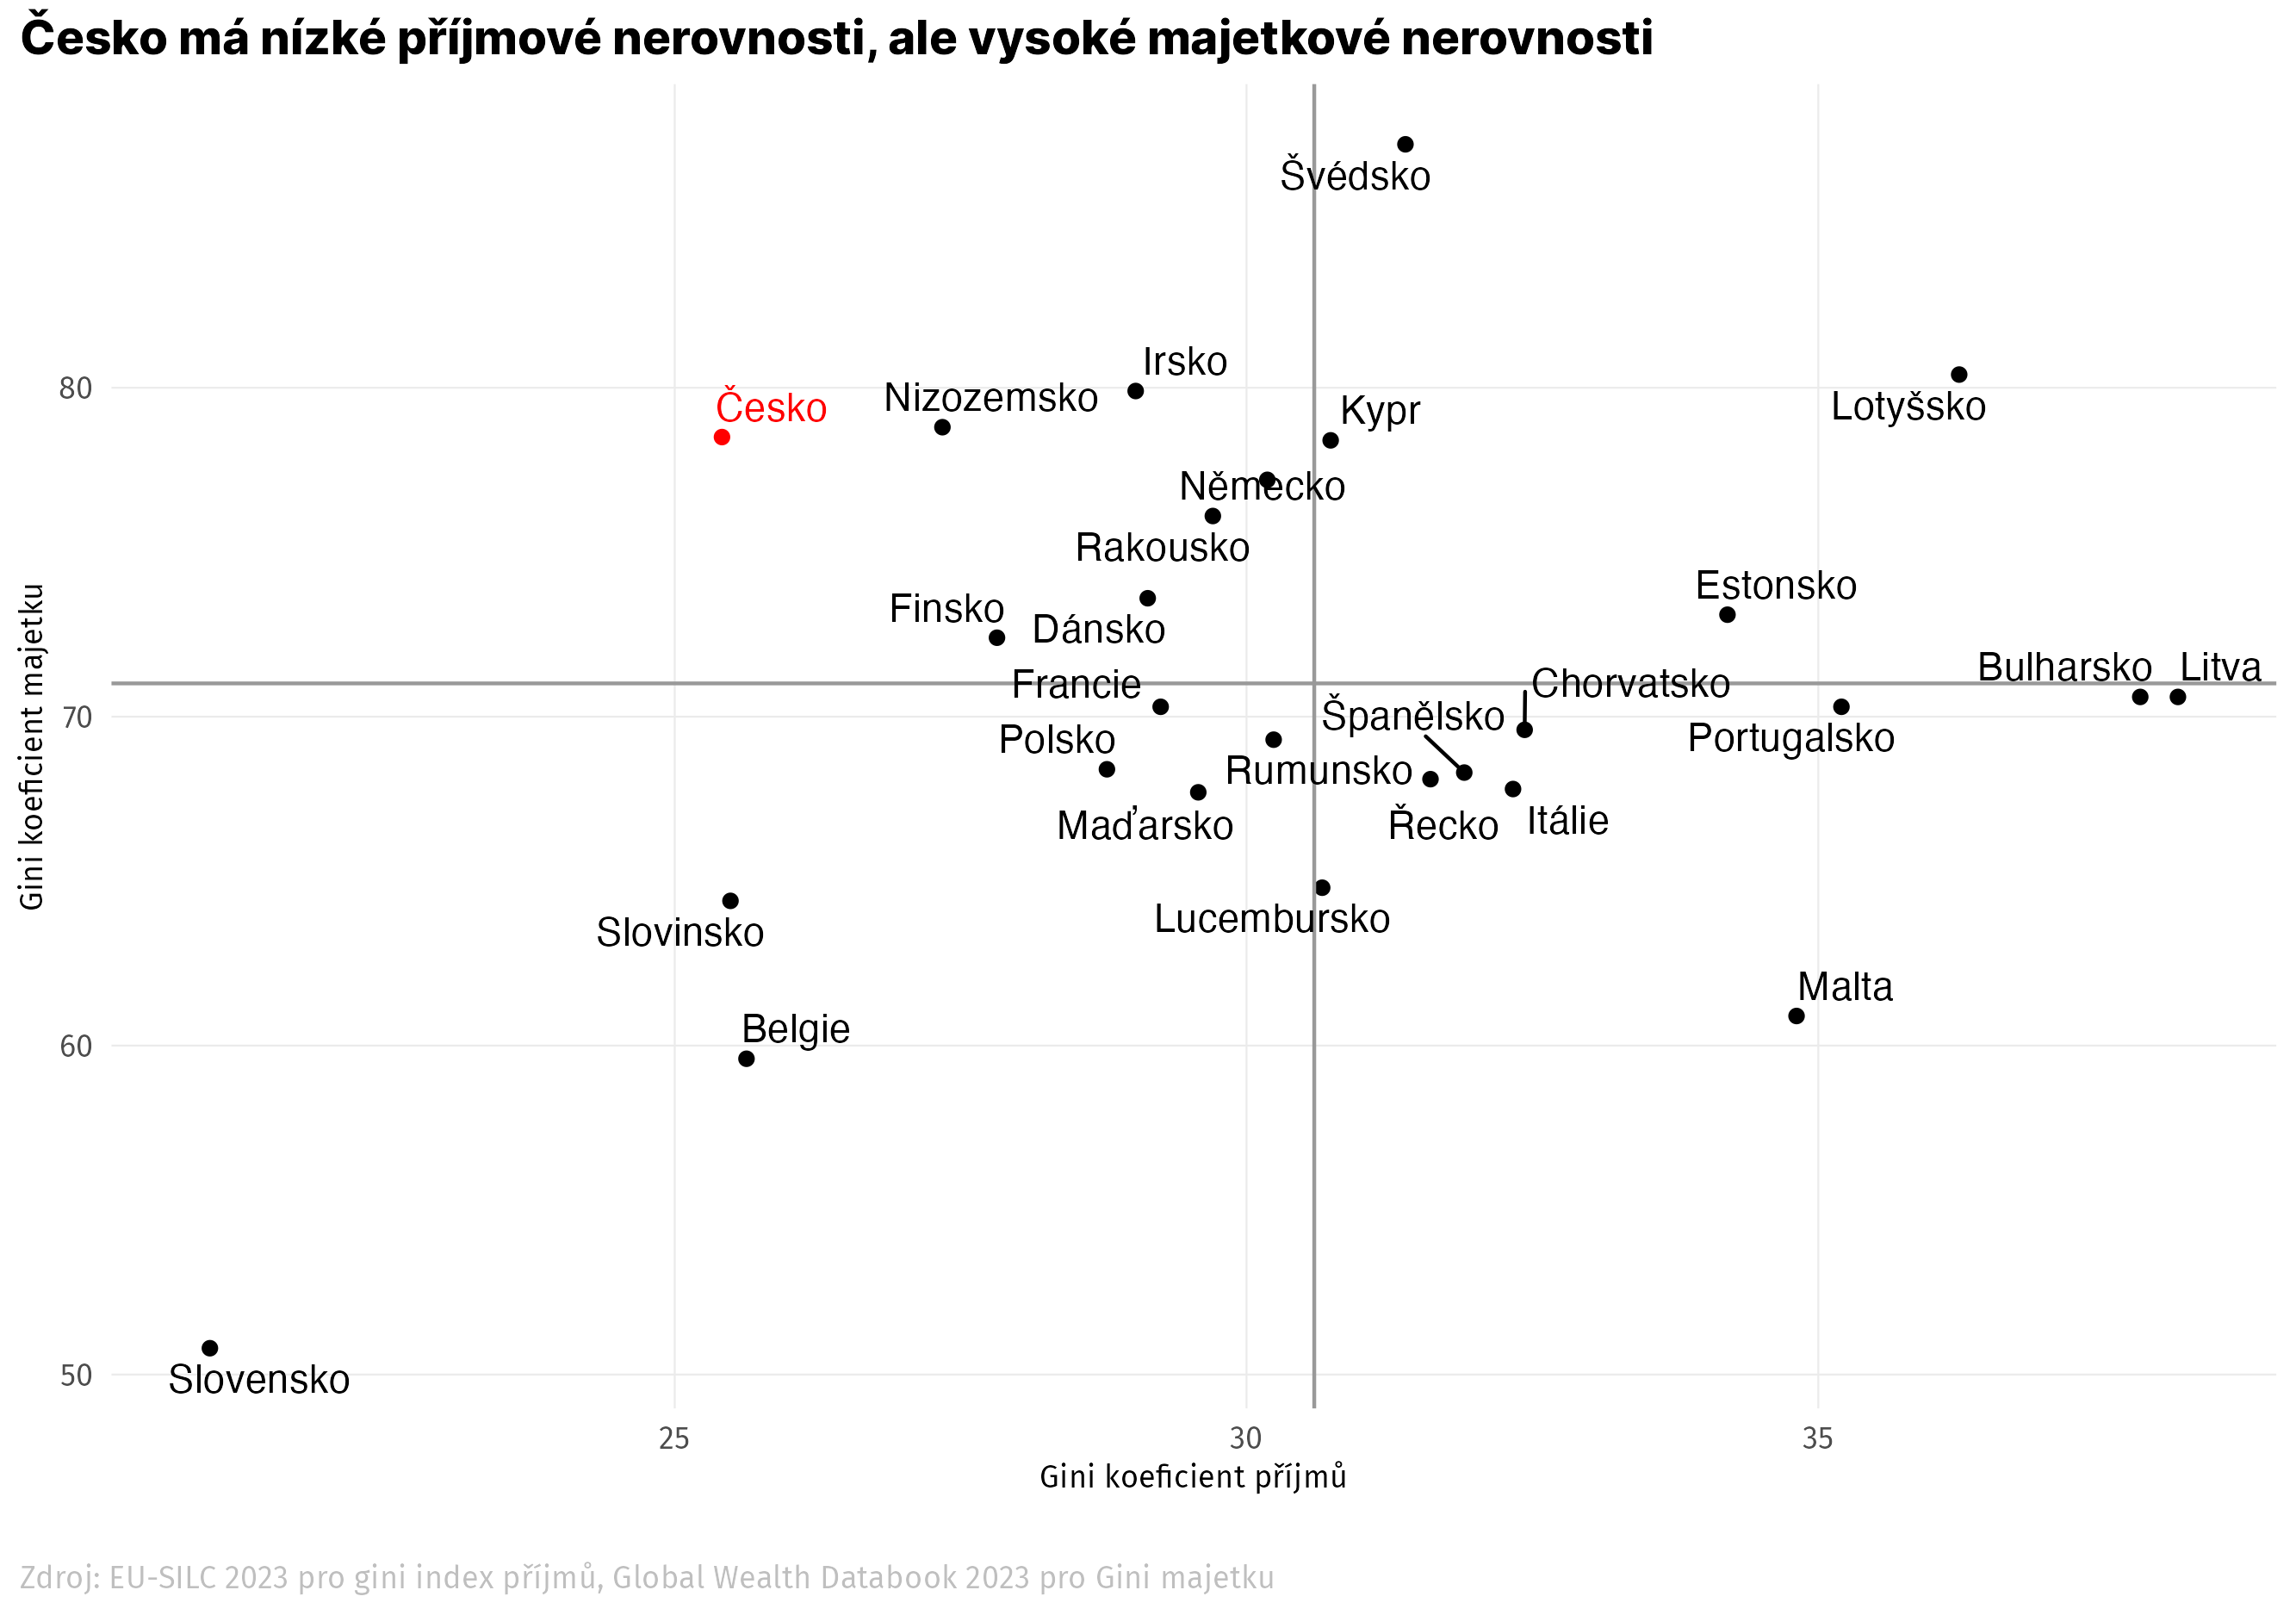 Česko má nízké příjmové nerovnosti, ale vysoké majetkové nerovnosti
Švédsko
Irsko
80
Nizozemsko
Česko
Kypr
Lotyšsko
Německo
Rakousko
Estonsko
Finsko
Dánsko
Bulharsko
Litva
Francie
Chorvatsko
Španělsko
70
Polsko
Portugalsko
Rumunsko
Maďarsko
Řecko
Itálie
Gini koeficient majetku
Slovinsko
Lucembursko
Malta
Belgie
60
50
Slovensko
25
30
35
Gini koeficient příjmů
Zdroj: EU-SILC 2023 pro gini index příjmů, Global Wealth Databook 2023 pro Gini majetku